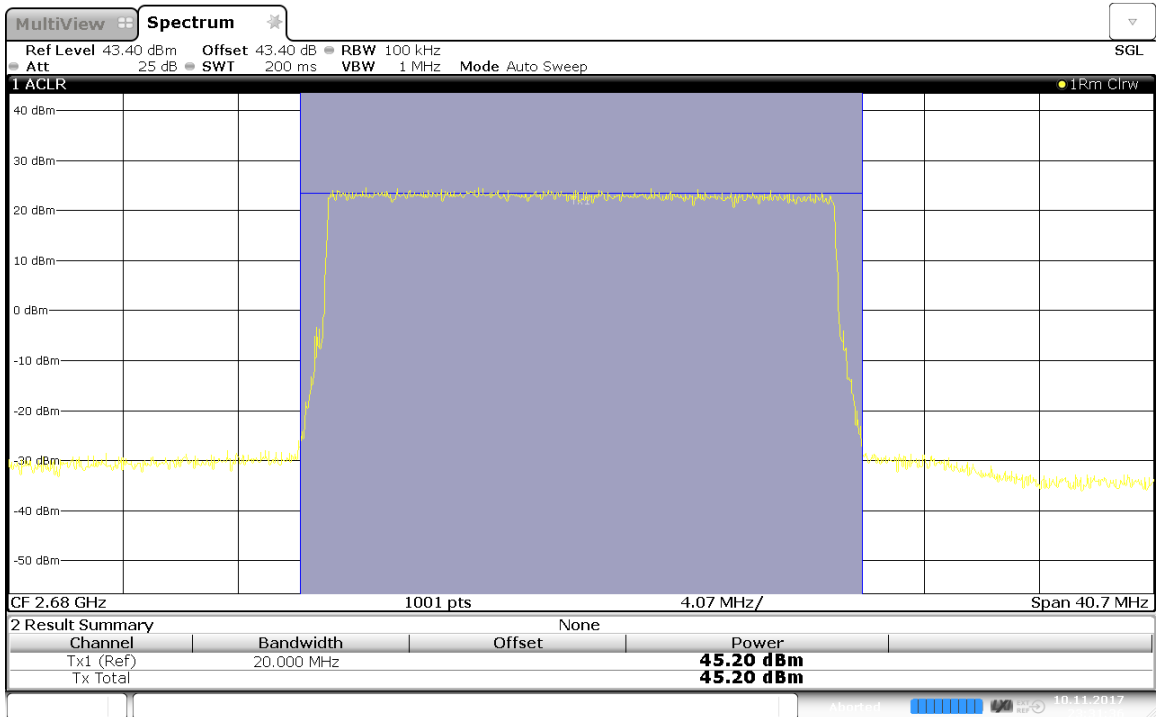 MultiView Spectrum
Ref Level 43.40 dBm Offset 43.40 dB RBW 100 kHz SGL
Att 25 dB SWT 200 ms VBW 1 MHz Mode Auto Sweep
1 ACLR 1Rm Clrw
40 dBm
30 dBm
20 dBm
10 dBm
0 dBm
-10 dBm
-20 dBm
-30 dBm
-40 dBm
-50 dBm
CF 2.68 GHz 1001 pts 4.07 MHz/ Span 40.7 MHz
2 Result Summary None
Channel Bandwidth Offset Power
Tx1 (Ref) 20.000 MHz 45.20 dBm
Tx Total 45.20 dBm
Aborted 10.11.2017